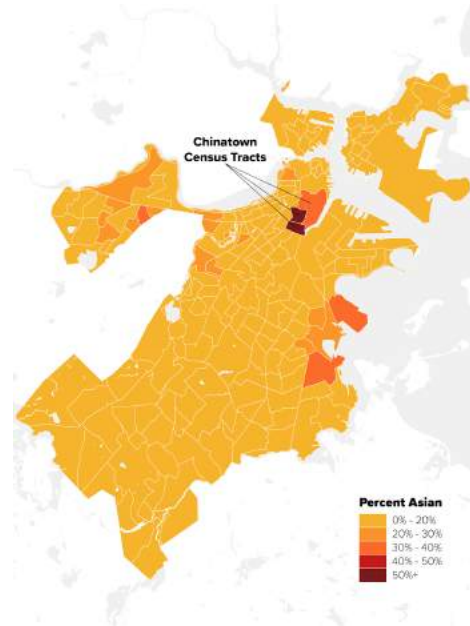 Chinatown
Census Tracts
Percent Asian
0% - 20%
20% - 30%
30% - 40%
40% - 50%
50%+